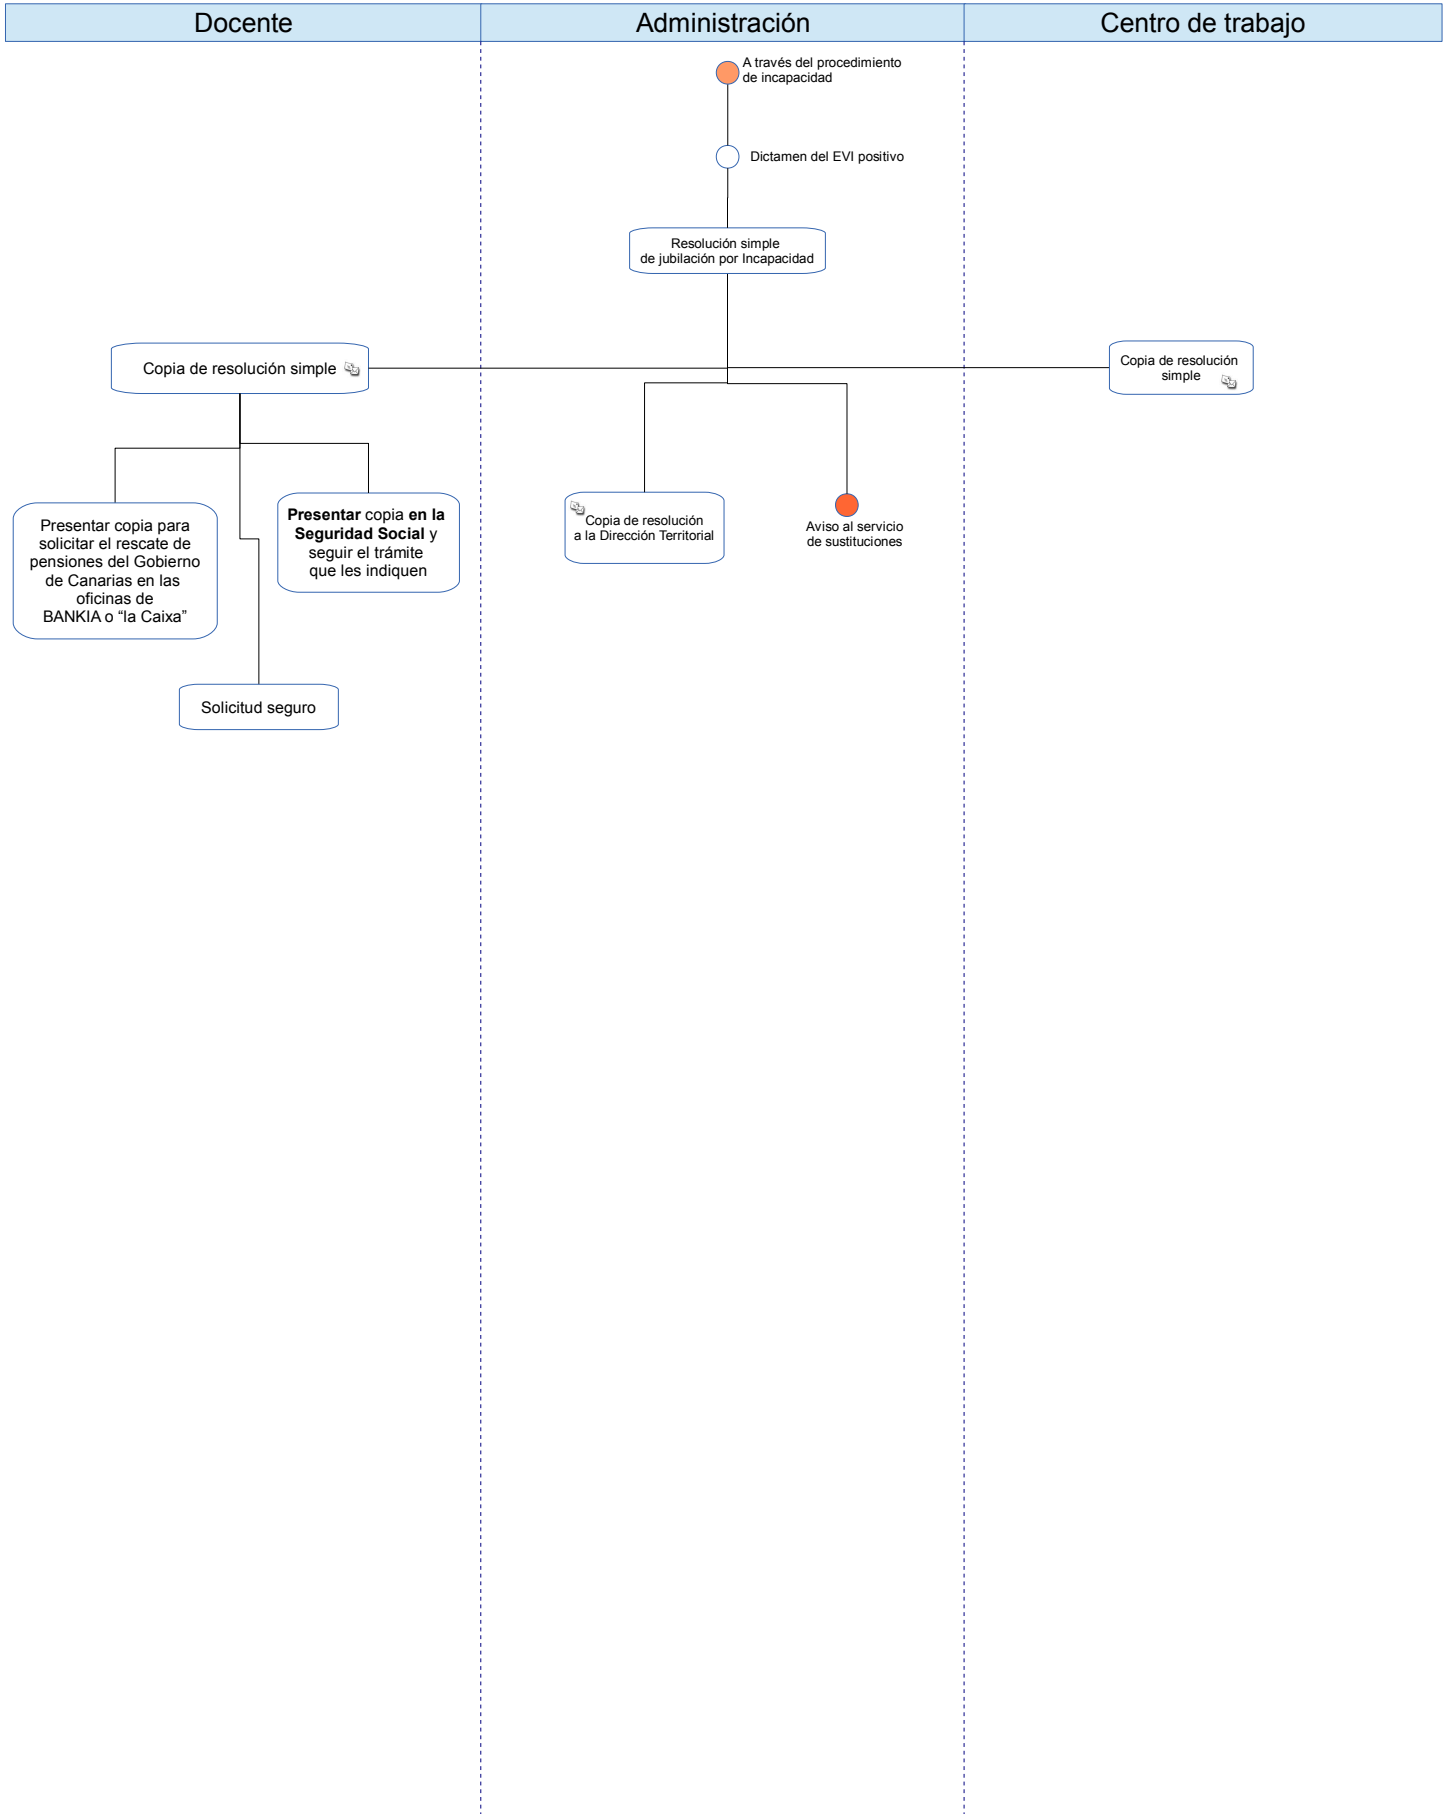 Docente
Administración
Centro de trabajo
A través del procedimiento
de incapacidad
Dictamen del EVI positivo
Resolución simple
de jubilación por Incapacidad
Copia de resolución simple
Copia de resolución
simple
Presentar copia para
solicitar el rescate de
pensiones del Gobierno
de Canarias en las
oficinas de
BANKIA o “la Caixa”
Presentar copia en la
Seguridad Social y
seguir el trámite
que les indiquen
Copia de resolución
a la Dirección Territorial
Aviso al servicio
de sustituciones
Solicitud seguro